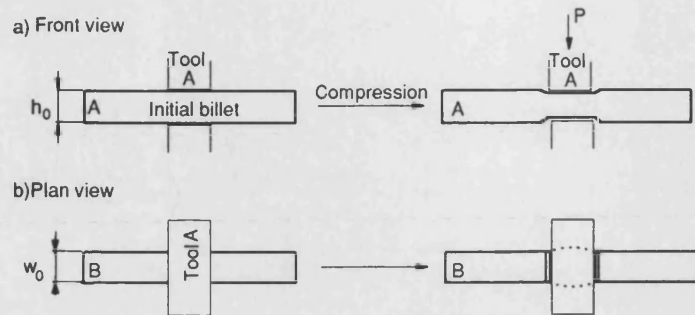 a) Front view
P
Tool
A
Tool
A
h₀
A
Initial billet
Compression
A
b)Plan view
w₀
B
Tool A
B